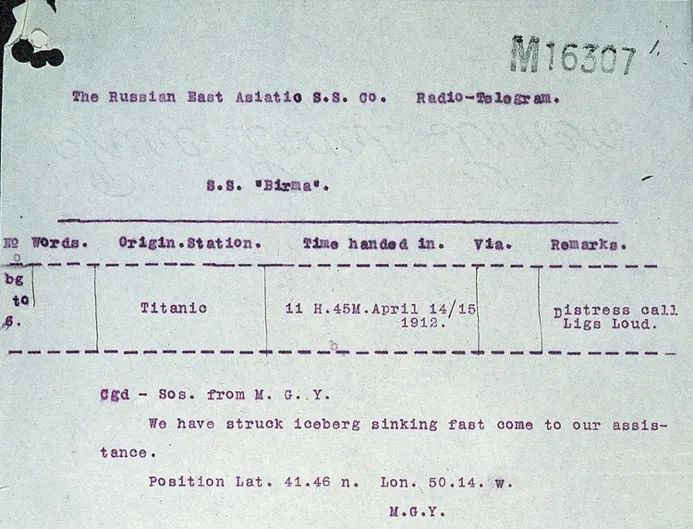 M16307
The Russian East Asiatic S.S. Co. Radio-Telegram.
S.S. "Birma".
No Words. Origin.Station. Time handed in. Via. Remarks.
bg
to Titanic 11 H.45M.April 14/15 Distress call
6. 1912. Ligs Loud.
Cgd - Sos. from M. G. Y.
We have struck iceberg sinking fast come to our assis-
tance.
Position Lat. 41.46 n. Lon. 50.14. w.
M.G.Y.